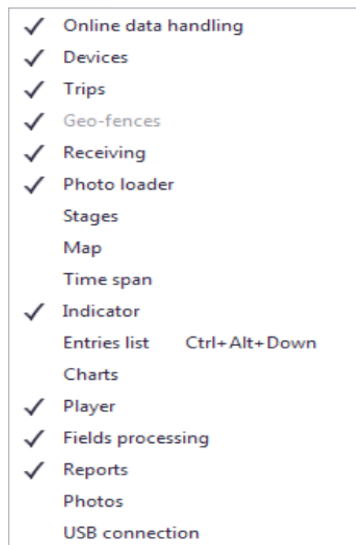 Online data handling
Devices
Trips
Geo-fences
Receiving
Photo loader
Stages
Map
Time span
Indicator
Entries list Ctrl+Alt+Down
Charts
Player
Fields processing
Reports
Photos
USB connection